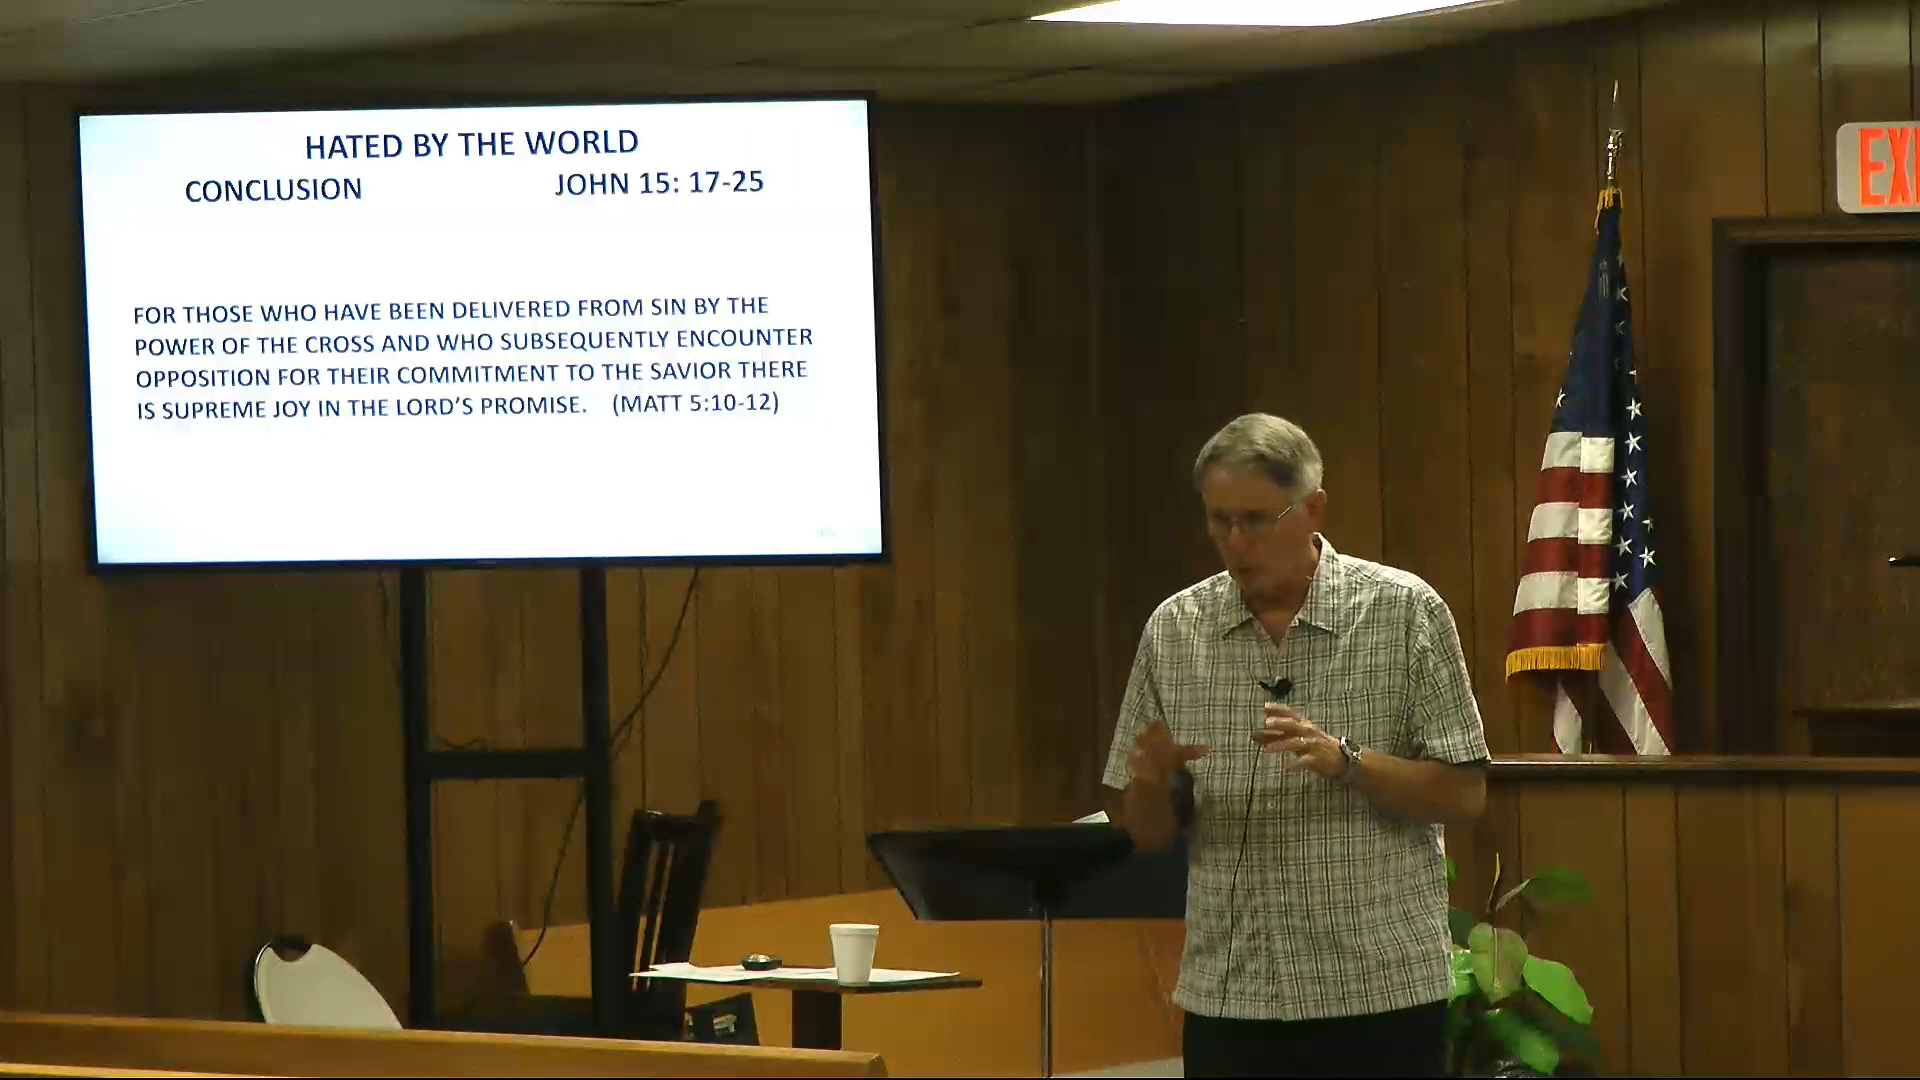 HATED BY THE WORLD
CONCLUSION JOHN 15: 17-25
FOR THOSE WHO HAVE BEEN DELIVERED FROM SIN BY THE
POWER OF THE CROSS AND WHO SUBSEQUENTLY ENCOUNTER
OPPOSITION FOR THEIR COMMITMENT TO THE SAVIOR THERE
IS SUPREME JOY IN THE LORD'S PROMISE. (MATT 5:10-12)
EXI